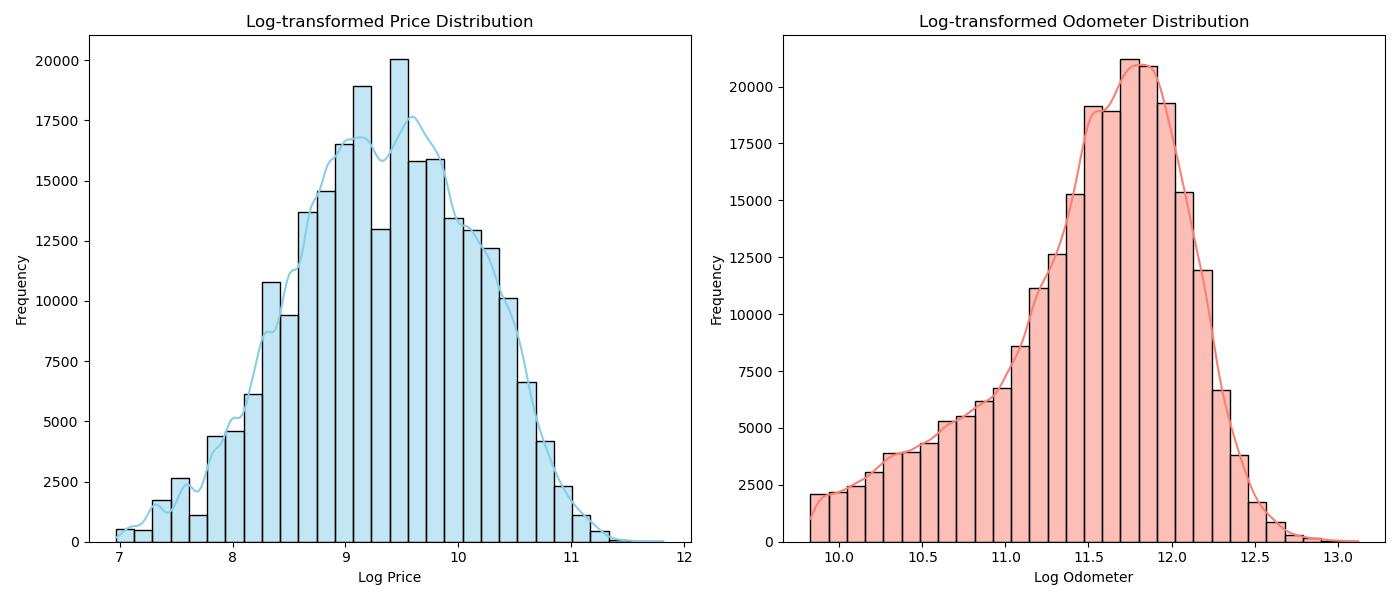 Log-transformed Price Distribution
Frequency
20000
17500
15000
12500
10000
7500
5000
2500
0
7 8 9 10 11 12
Log Price
Log-transformed Odometer Distribution
Frequency
20000
17500
15000
12500
10000
7500
5000
2500
0
10.0 10.5 11.0 11.5 12.0 12.5 13.0
Log Odometer